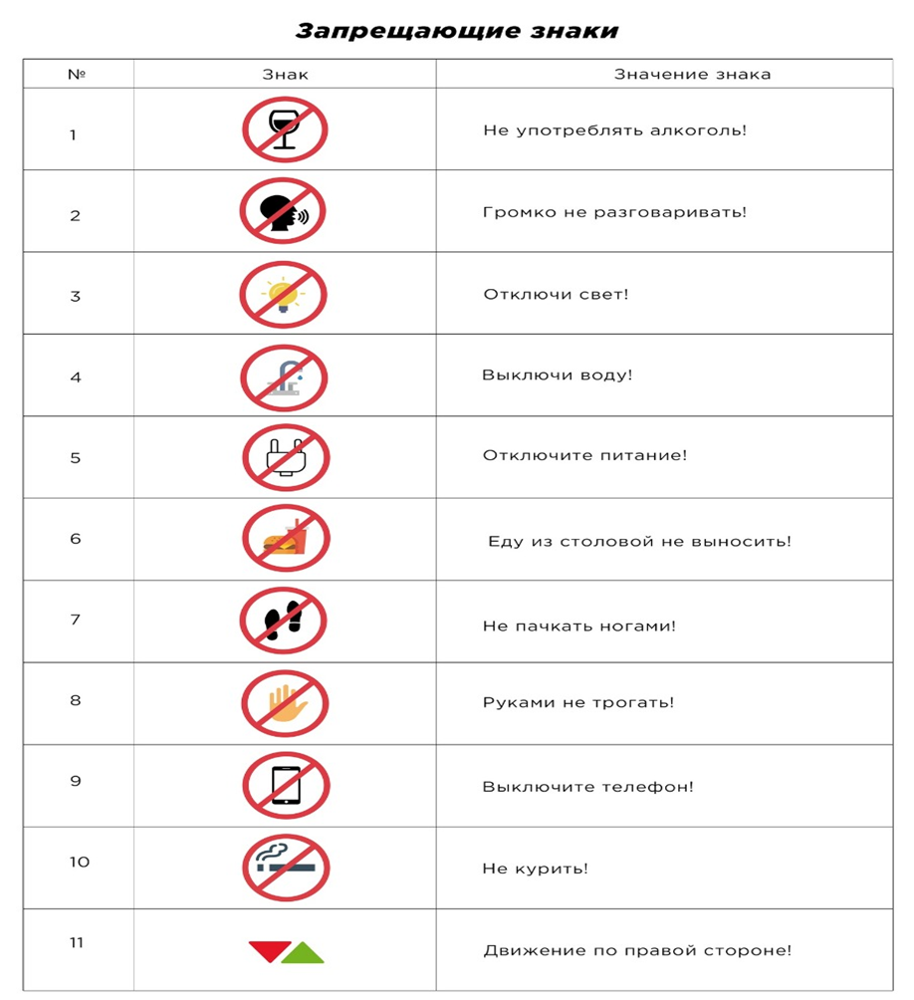 Запрещающие знаки
№ Знак Значение знака
1 Не употреблять алкоголь!
2 Громко не разговаривать!
3 Отключи свет!
4 Выключи воду!
5 Отключите питание!
6 Еду из столовой не выносить!
7 Не пачкать ногами!
8 Руками не трогать!
9 Выключите телефон!
10 Не курить!
11 Движение по правой стороне!